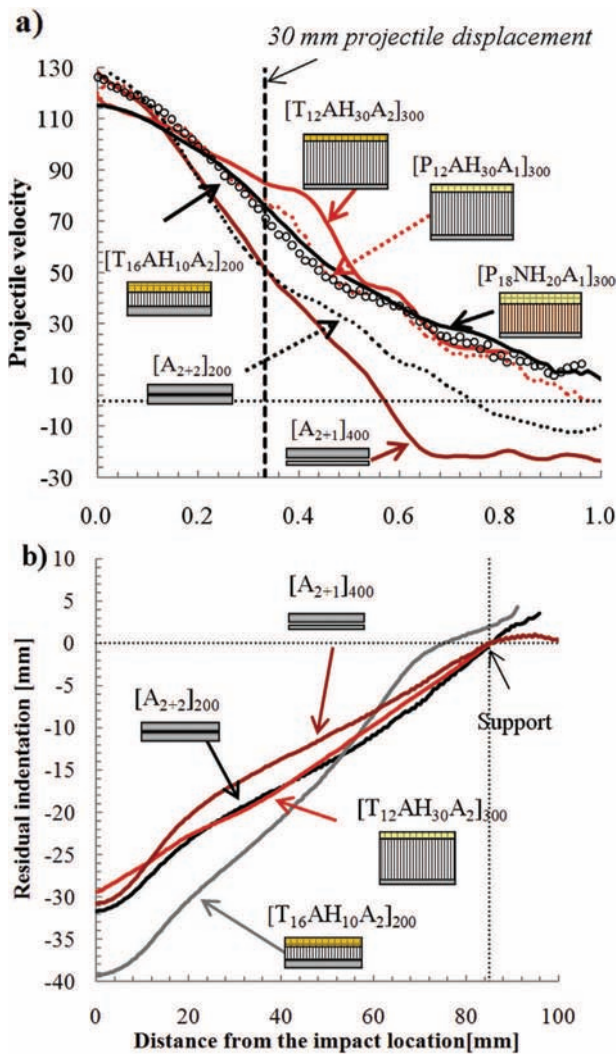 a)
30 mm projectile displacement
130
110
90
70
50
30
10
-10
-30
Projectile velocity
[T₁₂AH₃₀A₂]₃₀₀
[P₁₂AH₃₀A₁]₃₀₀
[T₁₆AH₁₀A₂]₂₀₀
[P₁₈NH₂₀A₁]₃₀₀
[A₂₊₂]₂₀₀
[A₂₊₁]₄₀₀
0.0 0.2 0.4 0.6 0.8 1.0
b)
10
5
0
-5
-10
-15
-20
-25
-30
-35
-40
Residual indentation [mm]
[A₂₊₁]₄₀₀
[A₂₊₂]₂₀₀
Support
[T₁₂AH₃₀A₂]₃₀₀
[T₁₆AH₁₀A₂]₂₀₀
0 20 40 60 80 100
Distance from the impact location[mm]